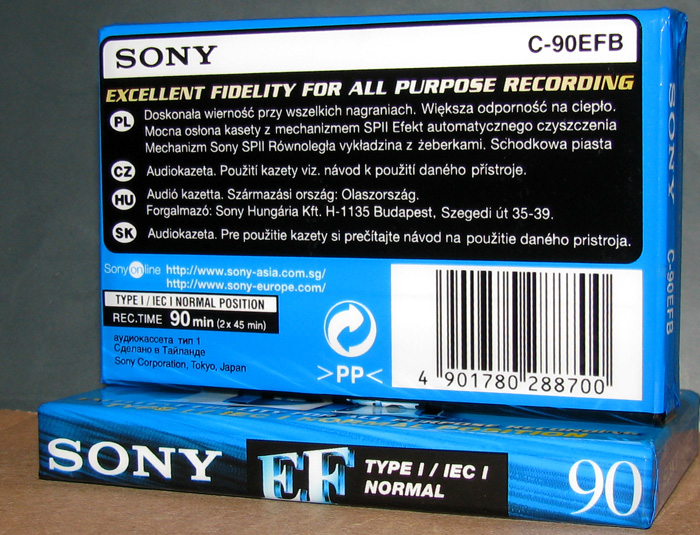 SONY
C-90EFB
EXCELLENT FIDELITY FOR ALL PURPOSE RECORDING
PL Doskonała wierność przy wszelkich nagraniach. Większa odporność na ciepło.
Mocna osłona kasety z mechanizmem SPII Efekt automatycznego czyszczenia
Mechanizm Sony SPII Równoległa wykładzina z żeberkami. Schodkowa piasta
CZ Audiokazeta. Použití kazety viz. návod k použití daného přístroje.
HU Audió kazetta. Származási ország: Olaszország.
Forgalmazó: Sony Hungária Kft. H-1135 Budapest, Szegedi út 35-39.
SK Audiokazeta. Pre použitie kazety si prečítajte návod na použitie daného pristroja.
Sony online http://www.sony-asia.com.sg/
http://www.sony-europe.com/
TYPE I / IEC I NORMAL POSITION
REC.TIME 90 min (2 x 45 min)
аудиокассета тип 1
Сделано в Таиланде
Sony Corporation, Tokyo, Japan
>PP<
4 901780 288700
SONY
C-90EFB
SONY EF TYPE I / IEC I
NORMAL
90